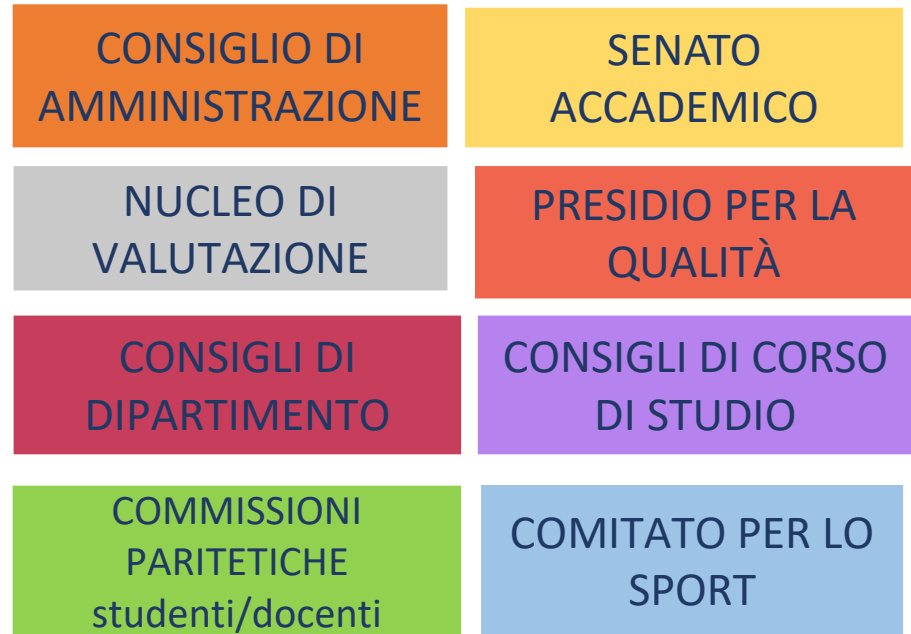 CONSIGLIO DI
AMMINISTRAZIONE
SENATO
ACCADEMICO
NUCLEO DI
VALUTAZIONE
PRESIDIO PER LA
QUALITÀ
CONSIGLI DI
DIPARTIMENTO
CONSIGLI DI CORSO
DI STUDIO
COMMISSIONI
PARITETICHE
studenti/docenti
COMITATO PER LO
SPORT